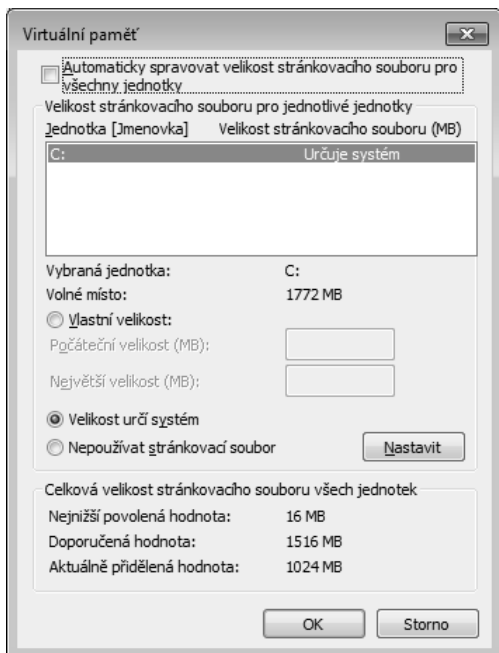 Virtuální paměť
Automaticky spravovat velikost stránkovacího souboru pro
všechny jednotky
Velikost stránkovacího souboru pro jednotlivé jednotky
Jednotka [Jmenovka] Velikost stránkovacího souboru (MB)
C: Určuje systém
Vybraná jednotka: C:
Volné místo: 1772 MB
Vlastní velikost:
Počáteční velikost (MB):
Největší velikost (MB):
Velikost určí systém
Nepoužívat stránkovací soubor Nastavit
Celková velikost stránkovacího souboru všech jednotek
Nejnižší povolená hodnota: 16 MB
Doporučená hodnota: 1516 MB
Aktuálně přidělená hodnota: 1024 MB
OK Storno